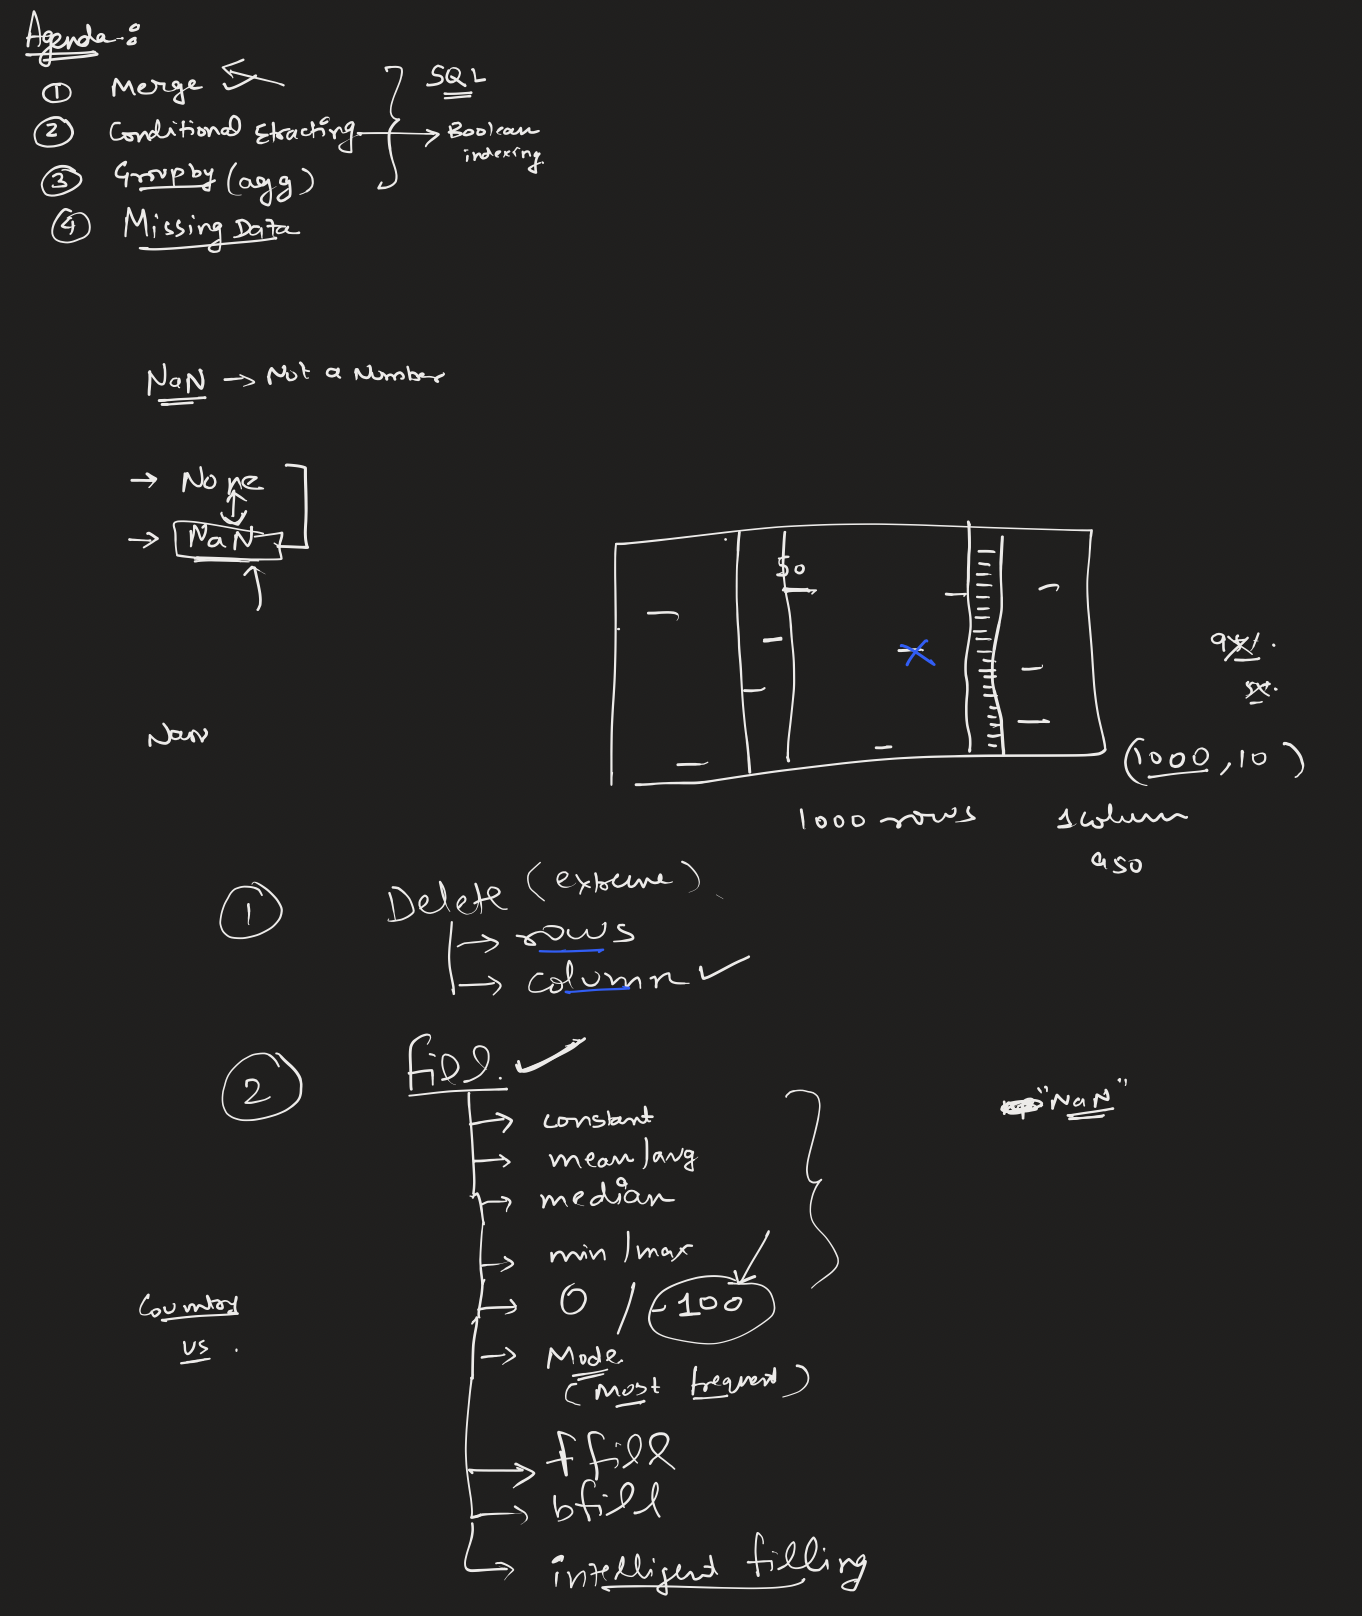 Agenda :
① Merge
SQL
② Conditional Etracting → Boolean
indexing
③ Groupby (agg)
④ Missing Data
NaN → Not a Number
→ None
→ NaN
50
5%.
Nan
(1000, 10)
1000 rows
1 column
950
① Delete (extreme).
→ rows
→ column ✓
② fill. ✓
"NaN"
→ constant
→ mean/avg
→ median
→ min/max
→ 0 / -100
Country
US .
→ Mode
(Most frequent)
→ ffill
→ bfill
→ intelligent filling